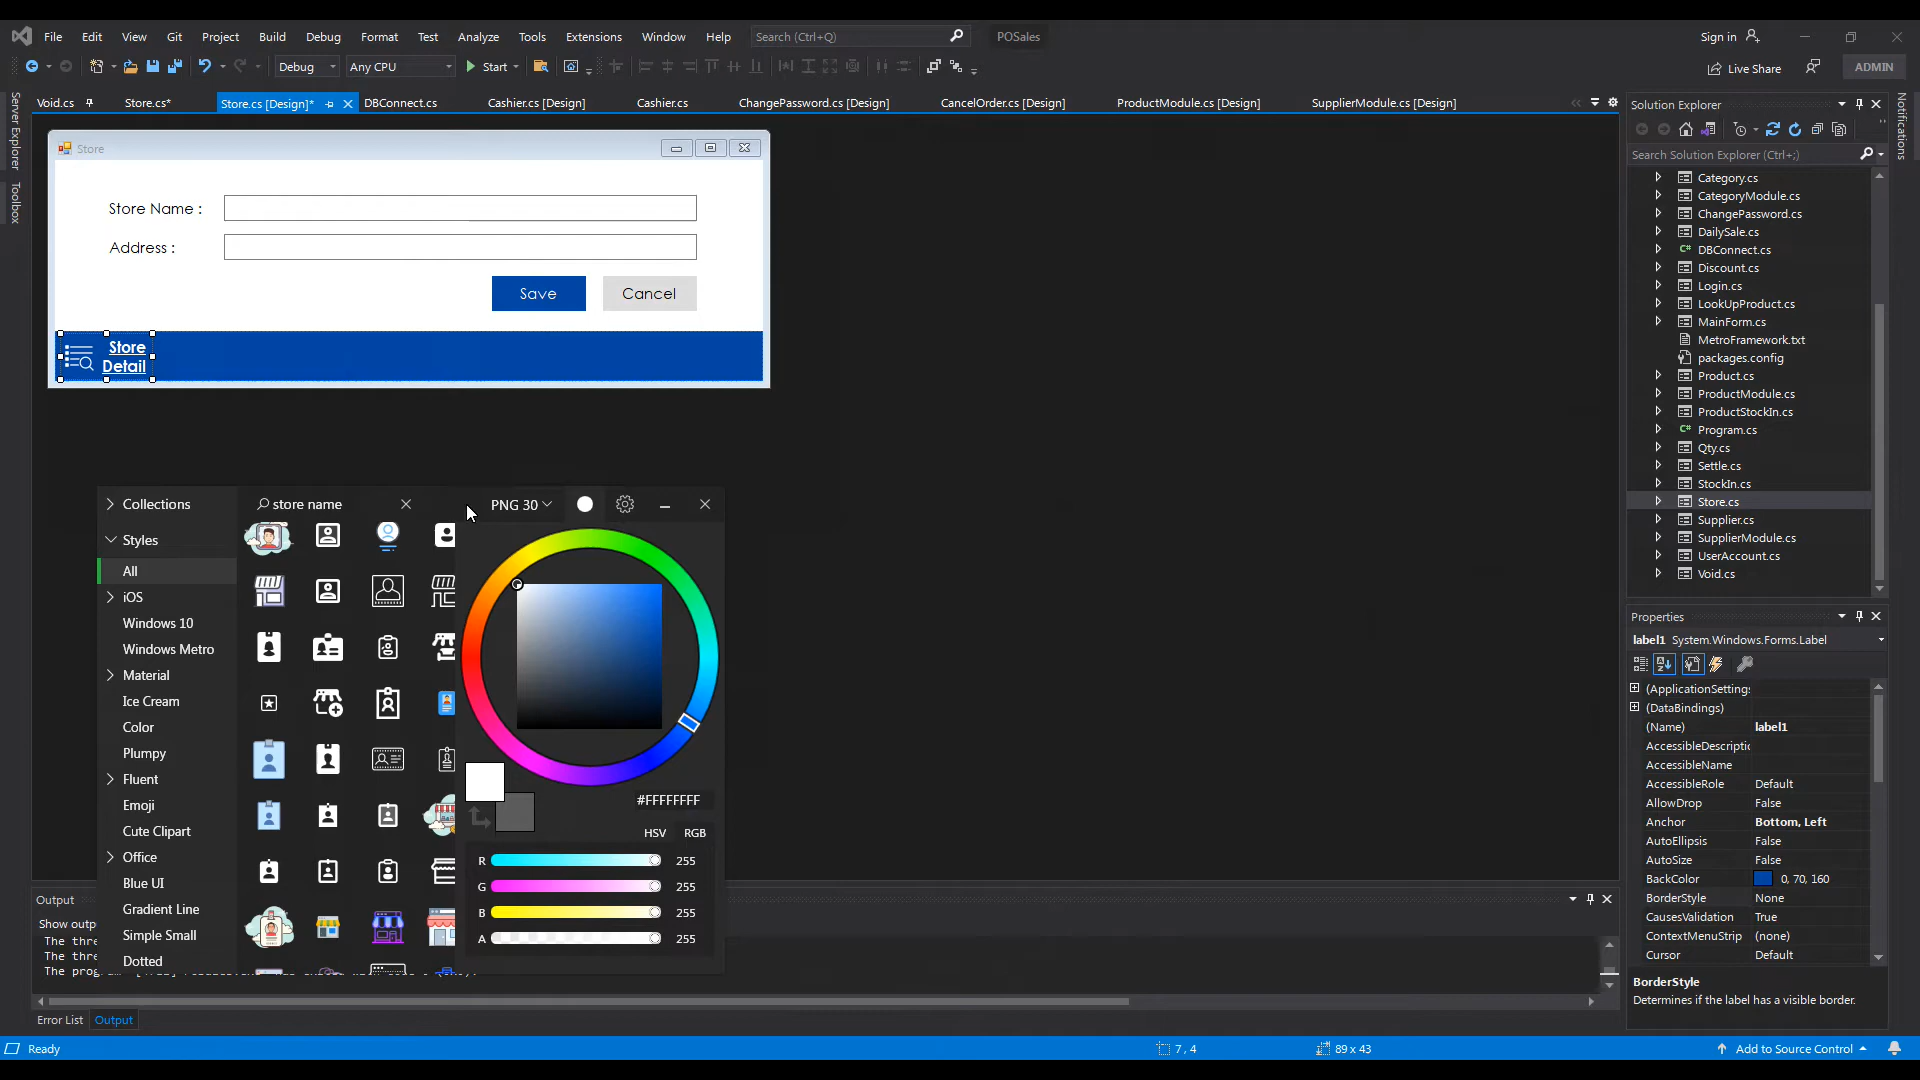 File Edit View Git Project Build Debug Format Test Analyze Tools Extensions Window Help Search (Ctrl+Q) POSales Sign in
Debug Any CPU Start Live Share ADMIN
Void.cs Store.cs* Store.cs [Design]* DBConnect.cs Cashier.cs [Design] Cashier.cs ChangePassword.cs [Design] CancelOrder.cs [Design] ProductModule.cs [Design] SupplierModule.cs [Design]
Server Explorer
Toolbox
Store
Store Name :
Address :
Save Cancel
Store
Detail
Collections
Styles
All
iOS
Windows 10
Windows Metro
Material
Ice Cream
Color
Plumpy
Fluent
Emoji
Cute Clipart
Office
Blue UI
Gradient Line
Simple Small
Dotted
store name
PNG 30
#FFFFFFFF
HSV RGB
R 255
G 255
B 255
A 255
Output
Show outp
The thre
The thre
Error List Output
Ready 7 , 4 89 x 43 Add to Source Control
Solution Explorer
Search Solution Explorer (Ctrl+;)
Category.cs
CategoryModule.cs
ChangePassword.cs
DailySale.cs
DBConnect.cs
Discount.cs
Login.cs
LookUpProduct.cs
MainForm.cs
MetroFramework.txt
packages.config
Product.cs
ProductModule.cs
ProductStockIn.cs
Program.cs
Qty.cs
Settle.cs
StockIn.cs
Store.cs
Supplier.cs
SupplierModule.cs
UserAccount.cs
Void.cs
Notifications
Properties
label1 System.Windows.Forms.Label
(ApplicationSettings
(DataBindings)
(Name) label1
AccessibleDescriptio
AccessibleName
AccessibleRole Default
AllowDrop False
Anchor Bottom, Left
AutoEllipsis False
AutoSize False
BackColor 0, 70, 160
BorderStyle None
CausesValidation True
ContextMenuStrip (none)
Cursor Default
BorderStyle
Determines if the label has a visible border.